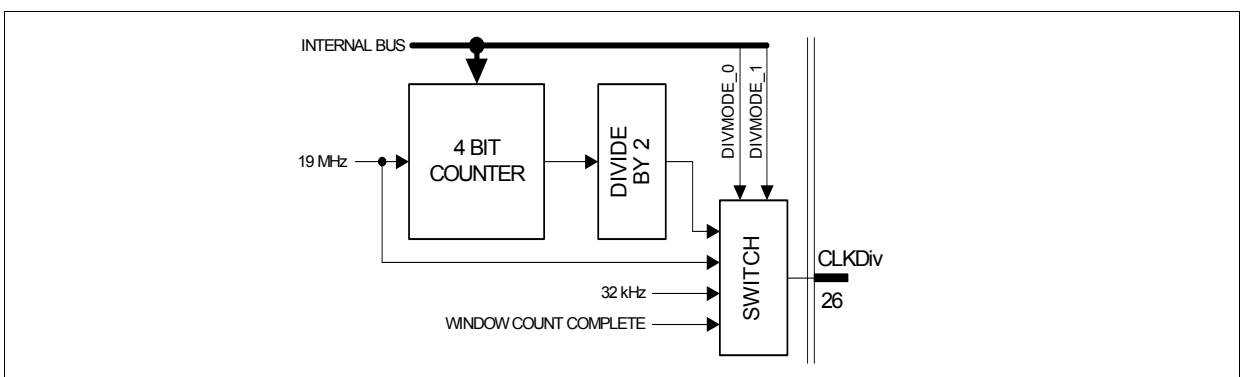 INTERNAL BUS
DIVMODE_0
DIVMODE_1
4 BIT
COUNTER
DIVIDE
BY 2
19 MHz
SWITCH
CLKDiv
26
32 kHz
WINDOW COUNT COMPLETE